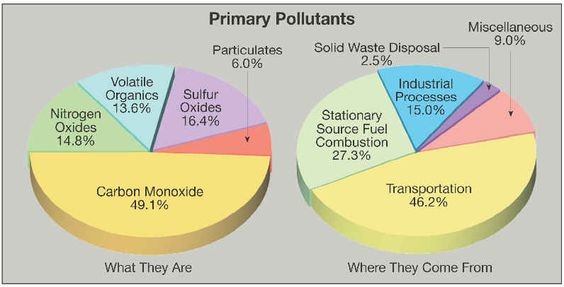 Primary Pollutants
Particulates
6.0%
Volatile
Organics
13.6%
Sulfur
Oxides
16.4%
Nitrogen
Oxides
14.8%
Carbon Monoxide
49.1%
What They Are
Miscellaneous
9.0%
Solid Waste Disposal
2.5%
Industrial
Processes
15.0%
Stationary
Source Fuel
Combustion
27.3%
Transportation
46.2%
Where They Come From